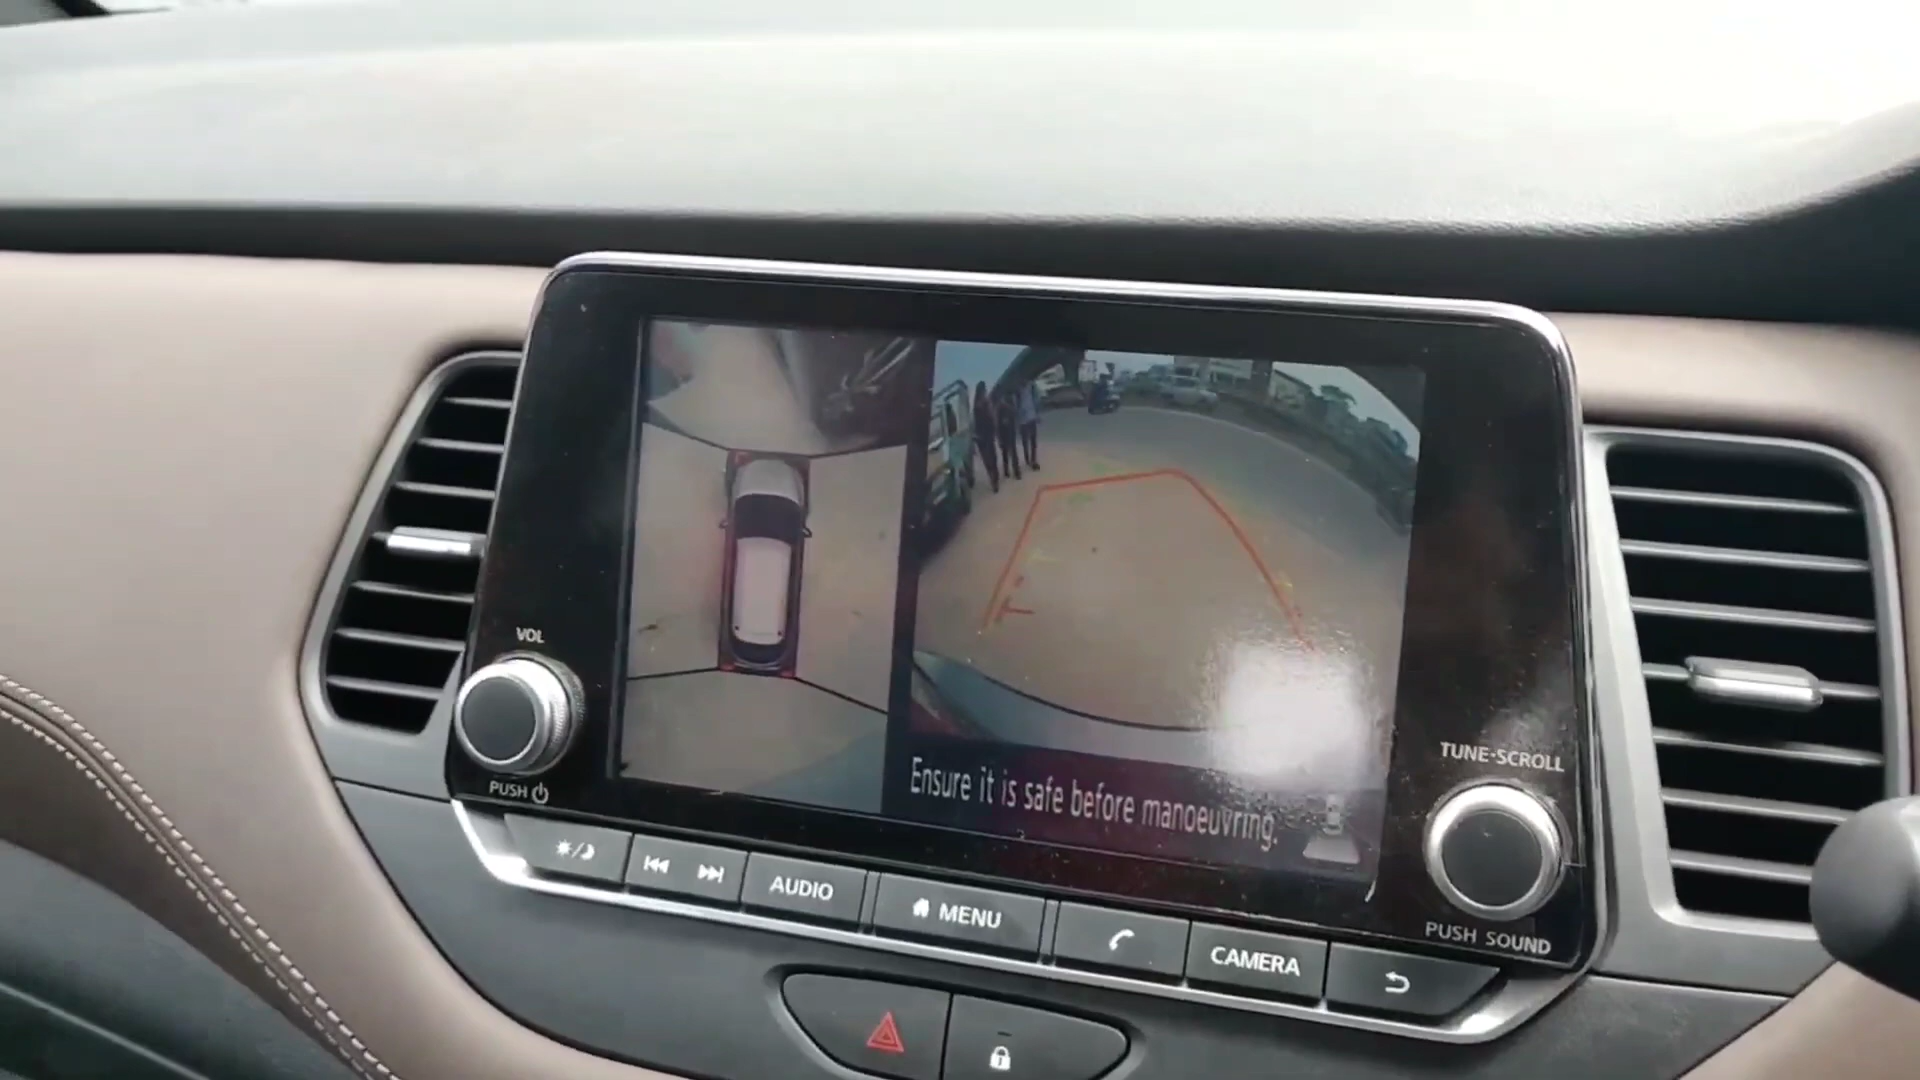 Ensure it is safe before manoeuvring.
VOL
PUSH
TUNE·SCROLL
PUSH SOUND
AUDIO
MENU
CAMERA